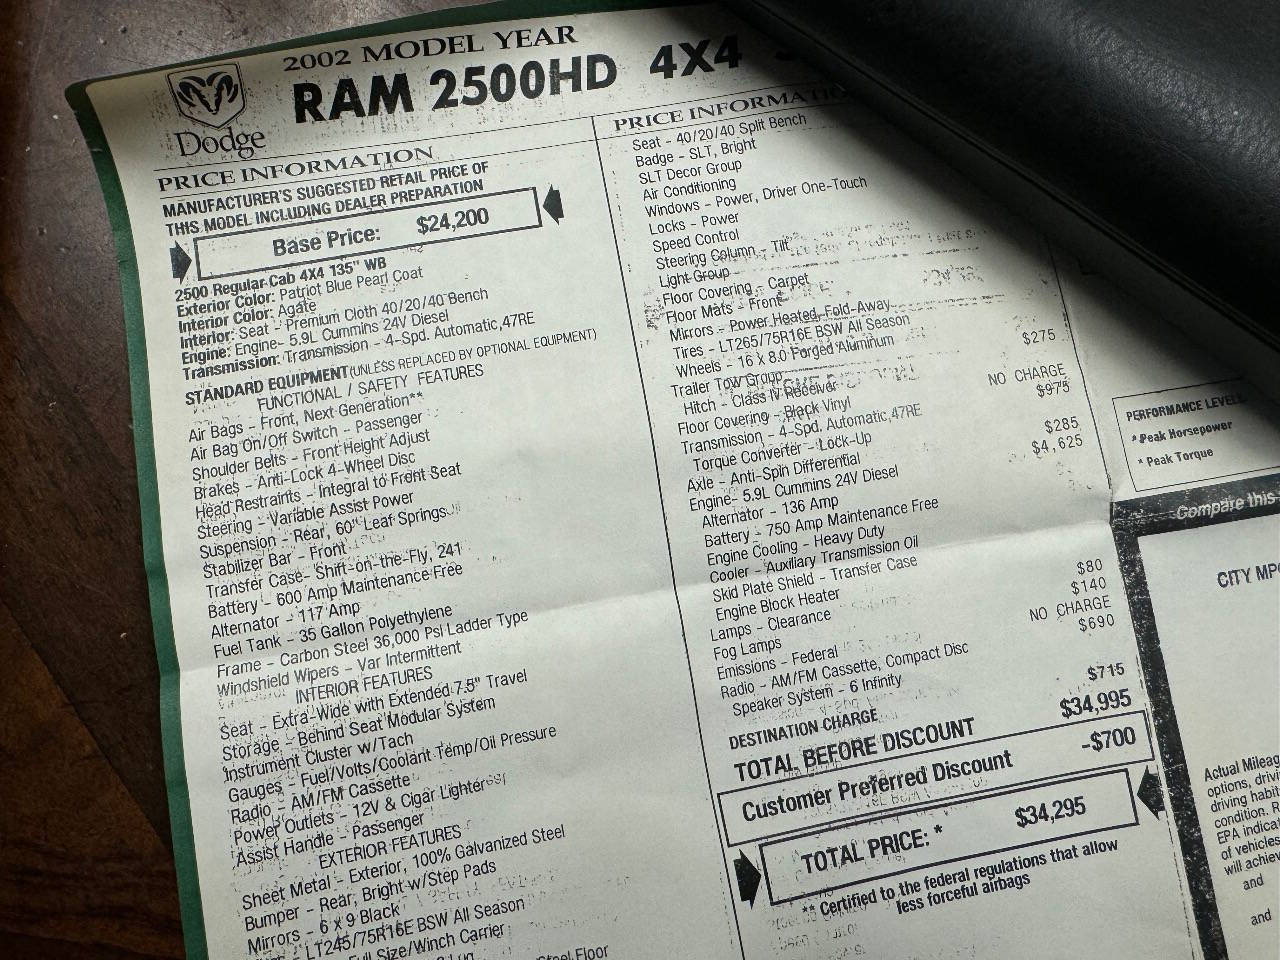 2002 MODEL YEAR
RAM 2500HD 4X4
Dodge
PRICE INFORMATION
MANUFACTURER'S SUGGESTED RETAIL PRICE OF
THIS MODEL INCLUDING DEALER PREPARATION
Base Price: $24,200
2500 Regular Cab 4X4 135" WB
Exterior Color: Patriot Blue Pearl Coat
Interior Color: Agate
Interior: Seat - Premium Cloth 40/20/40 Bench
Engine: Engine- 5.9L Cummins 24V Diesel
Transmission: Transmission - 4-Spd. Automatic,47RE
STANDARD EQUIPMENT (UNLESS REPLACED BY OPTIONAL EQUIPMENT)
FUNCTIONAL / SAFETY FEATURES
Air Bags - Front, Next Generation**
Air Bag On/Off Switch - Passenger
Shoulder Belts - Front Height Adjust
Brakes - Anti-Lock 4-Wheel Disc
Head Restraints - Integral to Front Seat
Steering - Variable Assist Power
Suspension - Rear, 60" Leaf Springs
Stabilizer Bar - Front
Transfer Case- Shift-on-the-Fly, 241
Battery - 600 Amp Maintenance Free
Alternator - 117 Amp
Fuel Tank - 35 Gallon Polyethylene
Frame - Carbon Steel 36,000 Psi Ladder Type
Windshield Wipers - Var Intermittent
INTERIOR FEATURES
Seat - Extra-Wide with Extended 7.5" Travel
Storage - Behind Seat Modular System
Instrument Cluster w/Tach
Gauges - Fuel/Volts/Coolant Temp/Oil Pressure
Radio - AM/FM Cassette
Power Outlets - 12V & Cigar Lighter
Assist Handle - Passenger
EXTERIOR FEATURES
Sheet Metal - Exterior, 100% Galvanized Steel
Bumper - Rear, Bright w/Step Pads
Mirrors - 6 x 9 Black
LT245/75R16E BSW All Season
Full Size/Winch Carrier
Floor
PRICE INFORMATION
Seat - 40/20/40 Split Bench
Badge - SLT, Bright
SLT Decor Group
Air Conditioning
Windows - Power, Driver One-Touch
Locks - Power
Speed Control
Steering Column - Tilt
Light Group
Floor Covering - Carpet
Floor Mats - Front
Mirrors - Power Heated, Fold-Away
Tires - LT265/75R16E BSW All Season
Wheels - 16 X 8.0 Forged Aluminum
Trailer Tow Group $275
Hitch - Class IV Receiver
Floor Covering - Black Vinyl NO CHARGE
Transmission - 4-Spd. Automatic,47RE $975
Torque Converter - Lock-Up
Axle - Anti-Spin Differential $285
Engine- 5.9L Cummins 24V Diesel $4,625
Alternator - 136 Amp
Battery - 750 Amp Maintenance Free
Engine Cooling - Heavy Duty
Cooler - Auxiliary Transmission Oil
Skid Plate Shield - Transfer Case
Engine Block Heater
Lamps - Clearance $80
Fog Lamps $140
Emissions - Federal NO CHARGE
Radio - AM/FM Cassette, Compact Disc $690
Speaker System - 6 Infinity
DESTINATION CHARGE $715
TOTAL BEFORE DISCOUNT $34,995
Customer Preferred Discount -$700
TOTAL PRICE: * $34,295
** Certified to the federal regulations that allow
less forceful airbags
PERFORMANCE LEVEL
* Peak Horsepower
* Peak Torque
Compare this
CITY MPG
Actual Mileage
options, driving
driving habits
condition. R
EPA indicat
of vehicles
will achieve
and
and